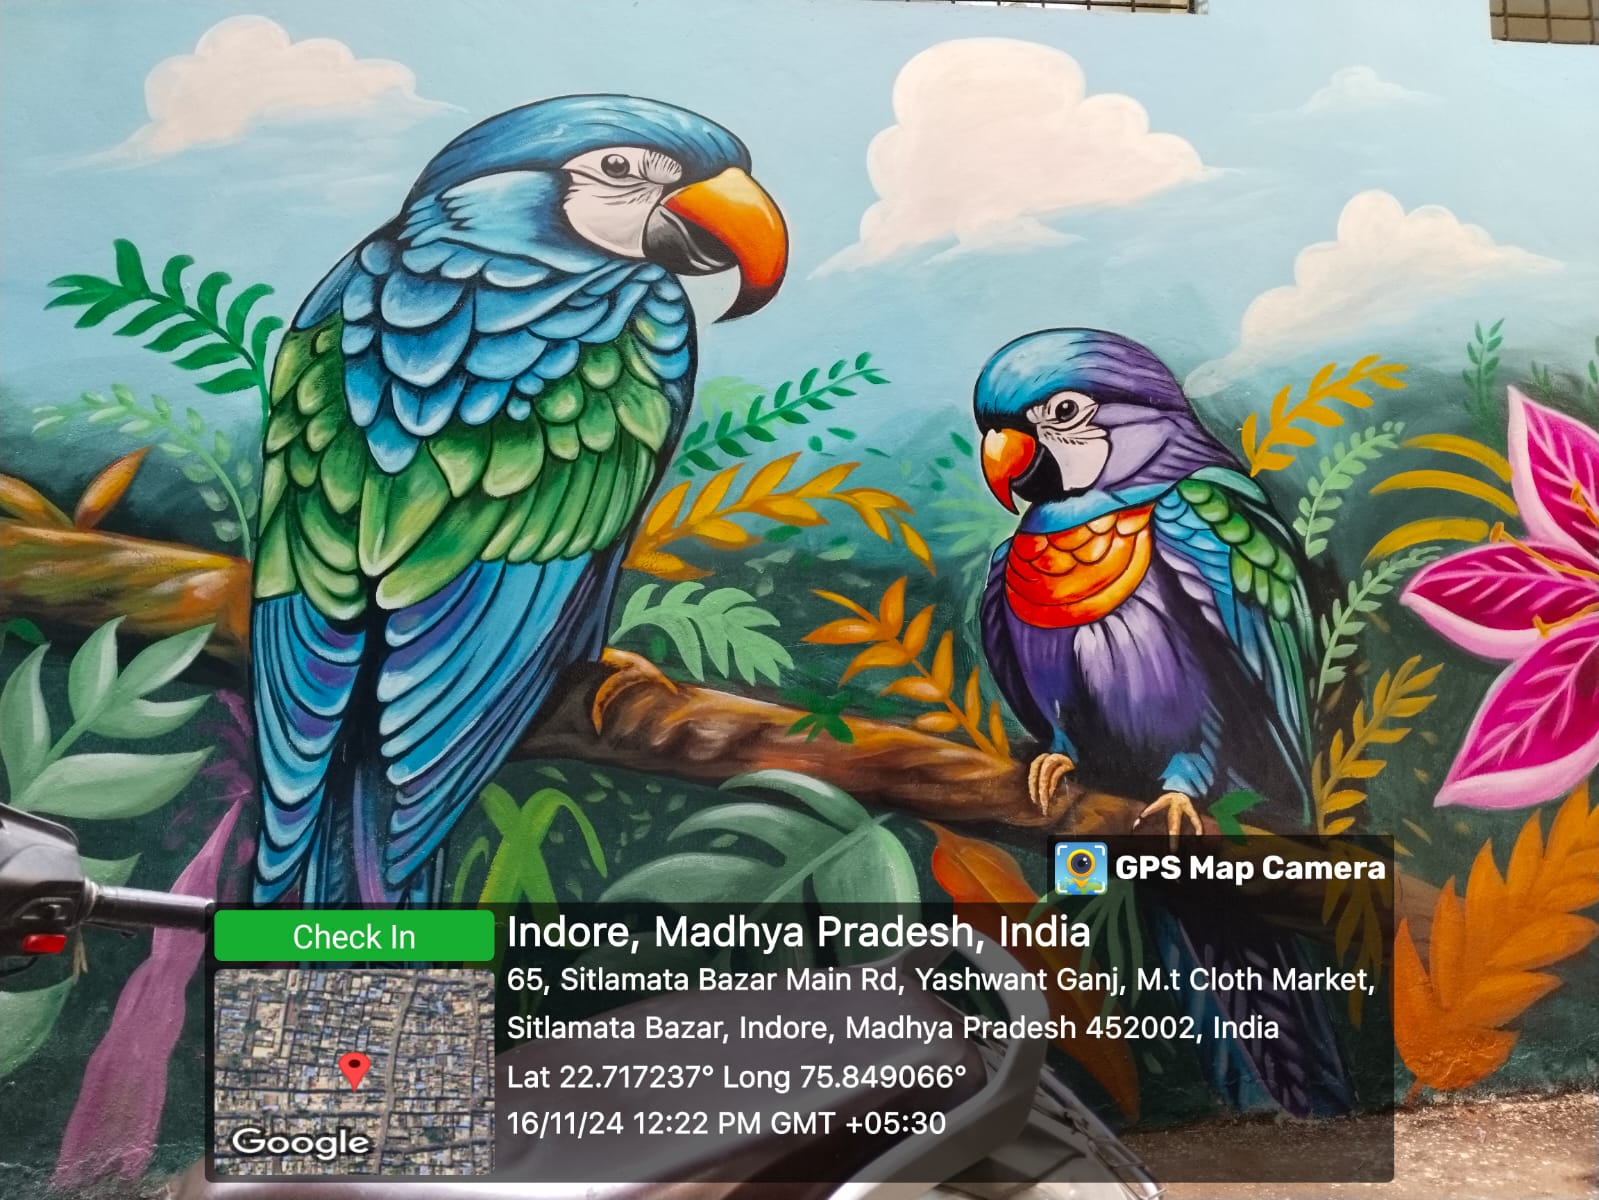 GPS Map Camera
Check In
Indore, Madhya Pradesh, India
65, Sitlamata Bazar Main Rd, Yashwant Ganj, M.t Cloth Market,
Sitlamata Bazar, Indore, Madhya Pradesh 452002, India
Lat 22.717237° Long 75.849066°
16/11/24 12:22 PM GMT +05:30
Google